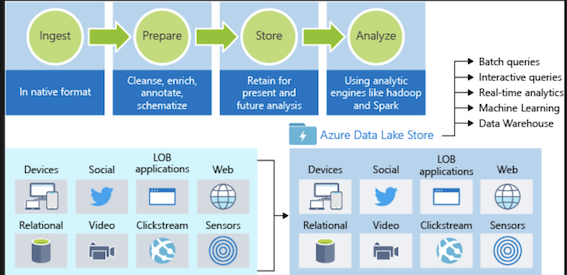 Ingest
Prepare
Store
Analyze
In native format
Cleanse, enrich,
annotate,
schematize
Retain for
present and
future analysis
Using analytic
engines like hadoop
and Spark
Batch queries
Interactive queries
Real-time analytics
Machine Learning
Data Warehouse
Azure Data Lake Store
Devices
Social
LOB
applications
Web
Relational
Video
Clickstream
Sensors
Devices
Social
LOB
applications
Web
Relational
Video
Clickstream
Sensors